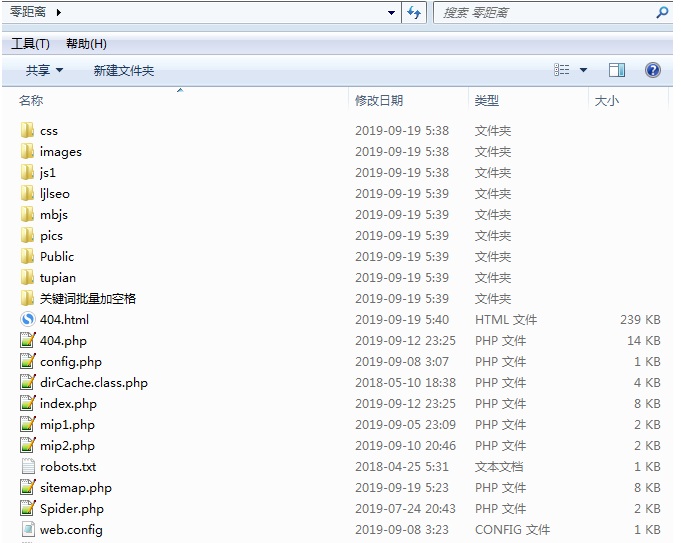 零距离
搜索 零距离
工具(T) 帮助(H)
共享 新建文件夹
名称 修改日期 类型 大小
css 2019-09-19 5:38 文件夹
images 2019-09-19 5:38 文件夹
js1 2019-09-19 5:38 文件夹
ljlseo 2019-09-19 5:39 文件夹
mbjs 2019-09-19 5:39 文件夹
pics 2019-09-19 5:39 文件夹
Public 2019-09-19 5:39 文件夹
tupian 2019-09-19 5:39 文件夹
关键词批量加空格 2019-09-19 5:39 文件夹
404.html 2019-09-19 5:40 HTML 文件 239 KB
404.php 2019-09-12 23:25 PHP 文件 14 KB
config.php 2019-09-08 3:07 PHP 文件 1 KB
dirCache.class.php 2018-05-10 18:38 PHP 文件 4 KB
index.php 2019-09-12 23:25 PHP 文件 8 KB
mip1.php 2019-09-05 23:09 PHP 文件 2 KB
mip2.php 2019-09-10 20:46 PHP 文件 2 KB
robots.txt 2018-04-25 5:31 文本文档 1 KB
sitemap.php 2019-09-19 5:23 PHP 文件 8 KB
Spider.php 2019-07-24 20:43 PHP 文件 2 KB
web.config 2019-09-08 3:23 CONFIG 文件 1 KB